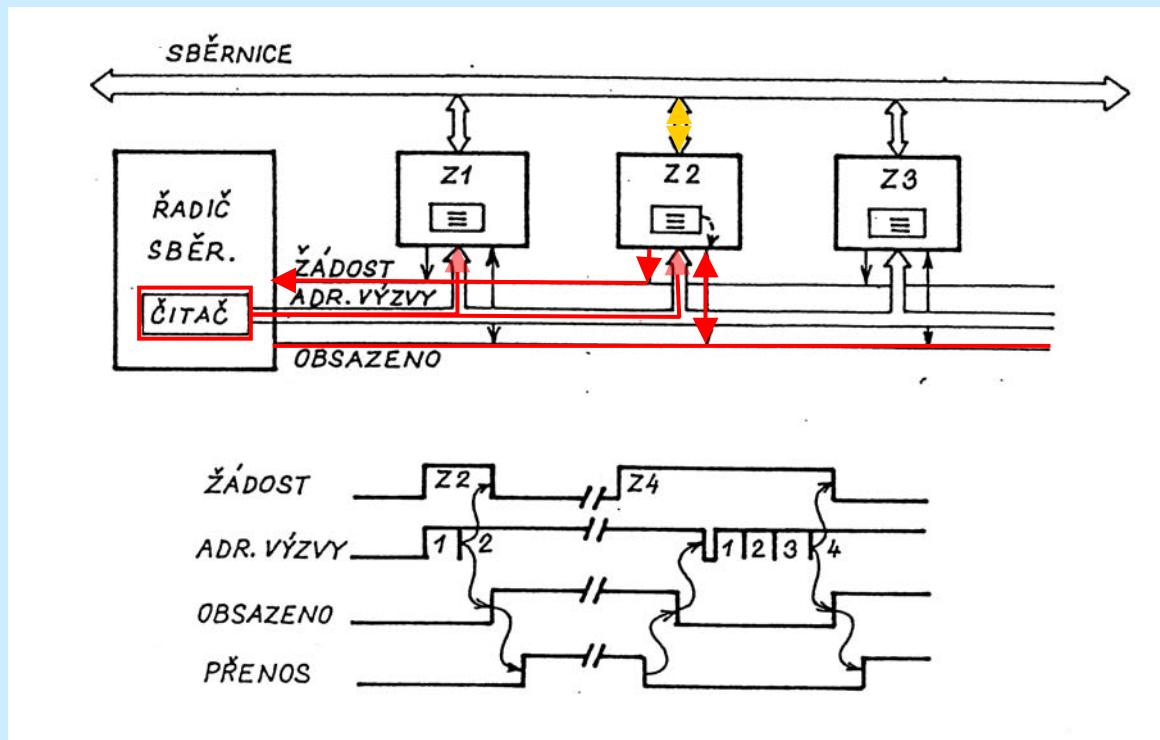 SBĚRNICE
Z1
Z2
Z3
ŘADIČ
SBĚR.
ČITAČ
ŽÁDOST
ADR. VÝZVY
OBSAZENO
ŽÁDOST Z2 Z4
ADR. VÝZVY 1 2 1 2 3 4
OBSAZENO
PŘENOS